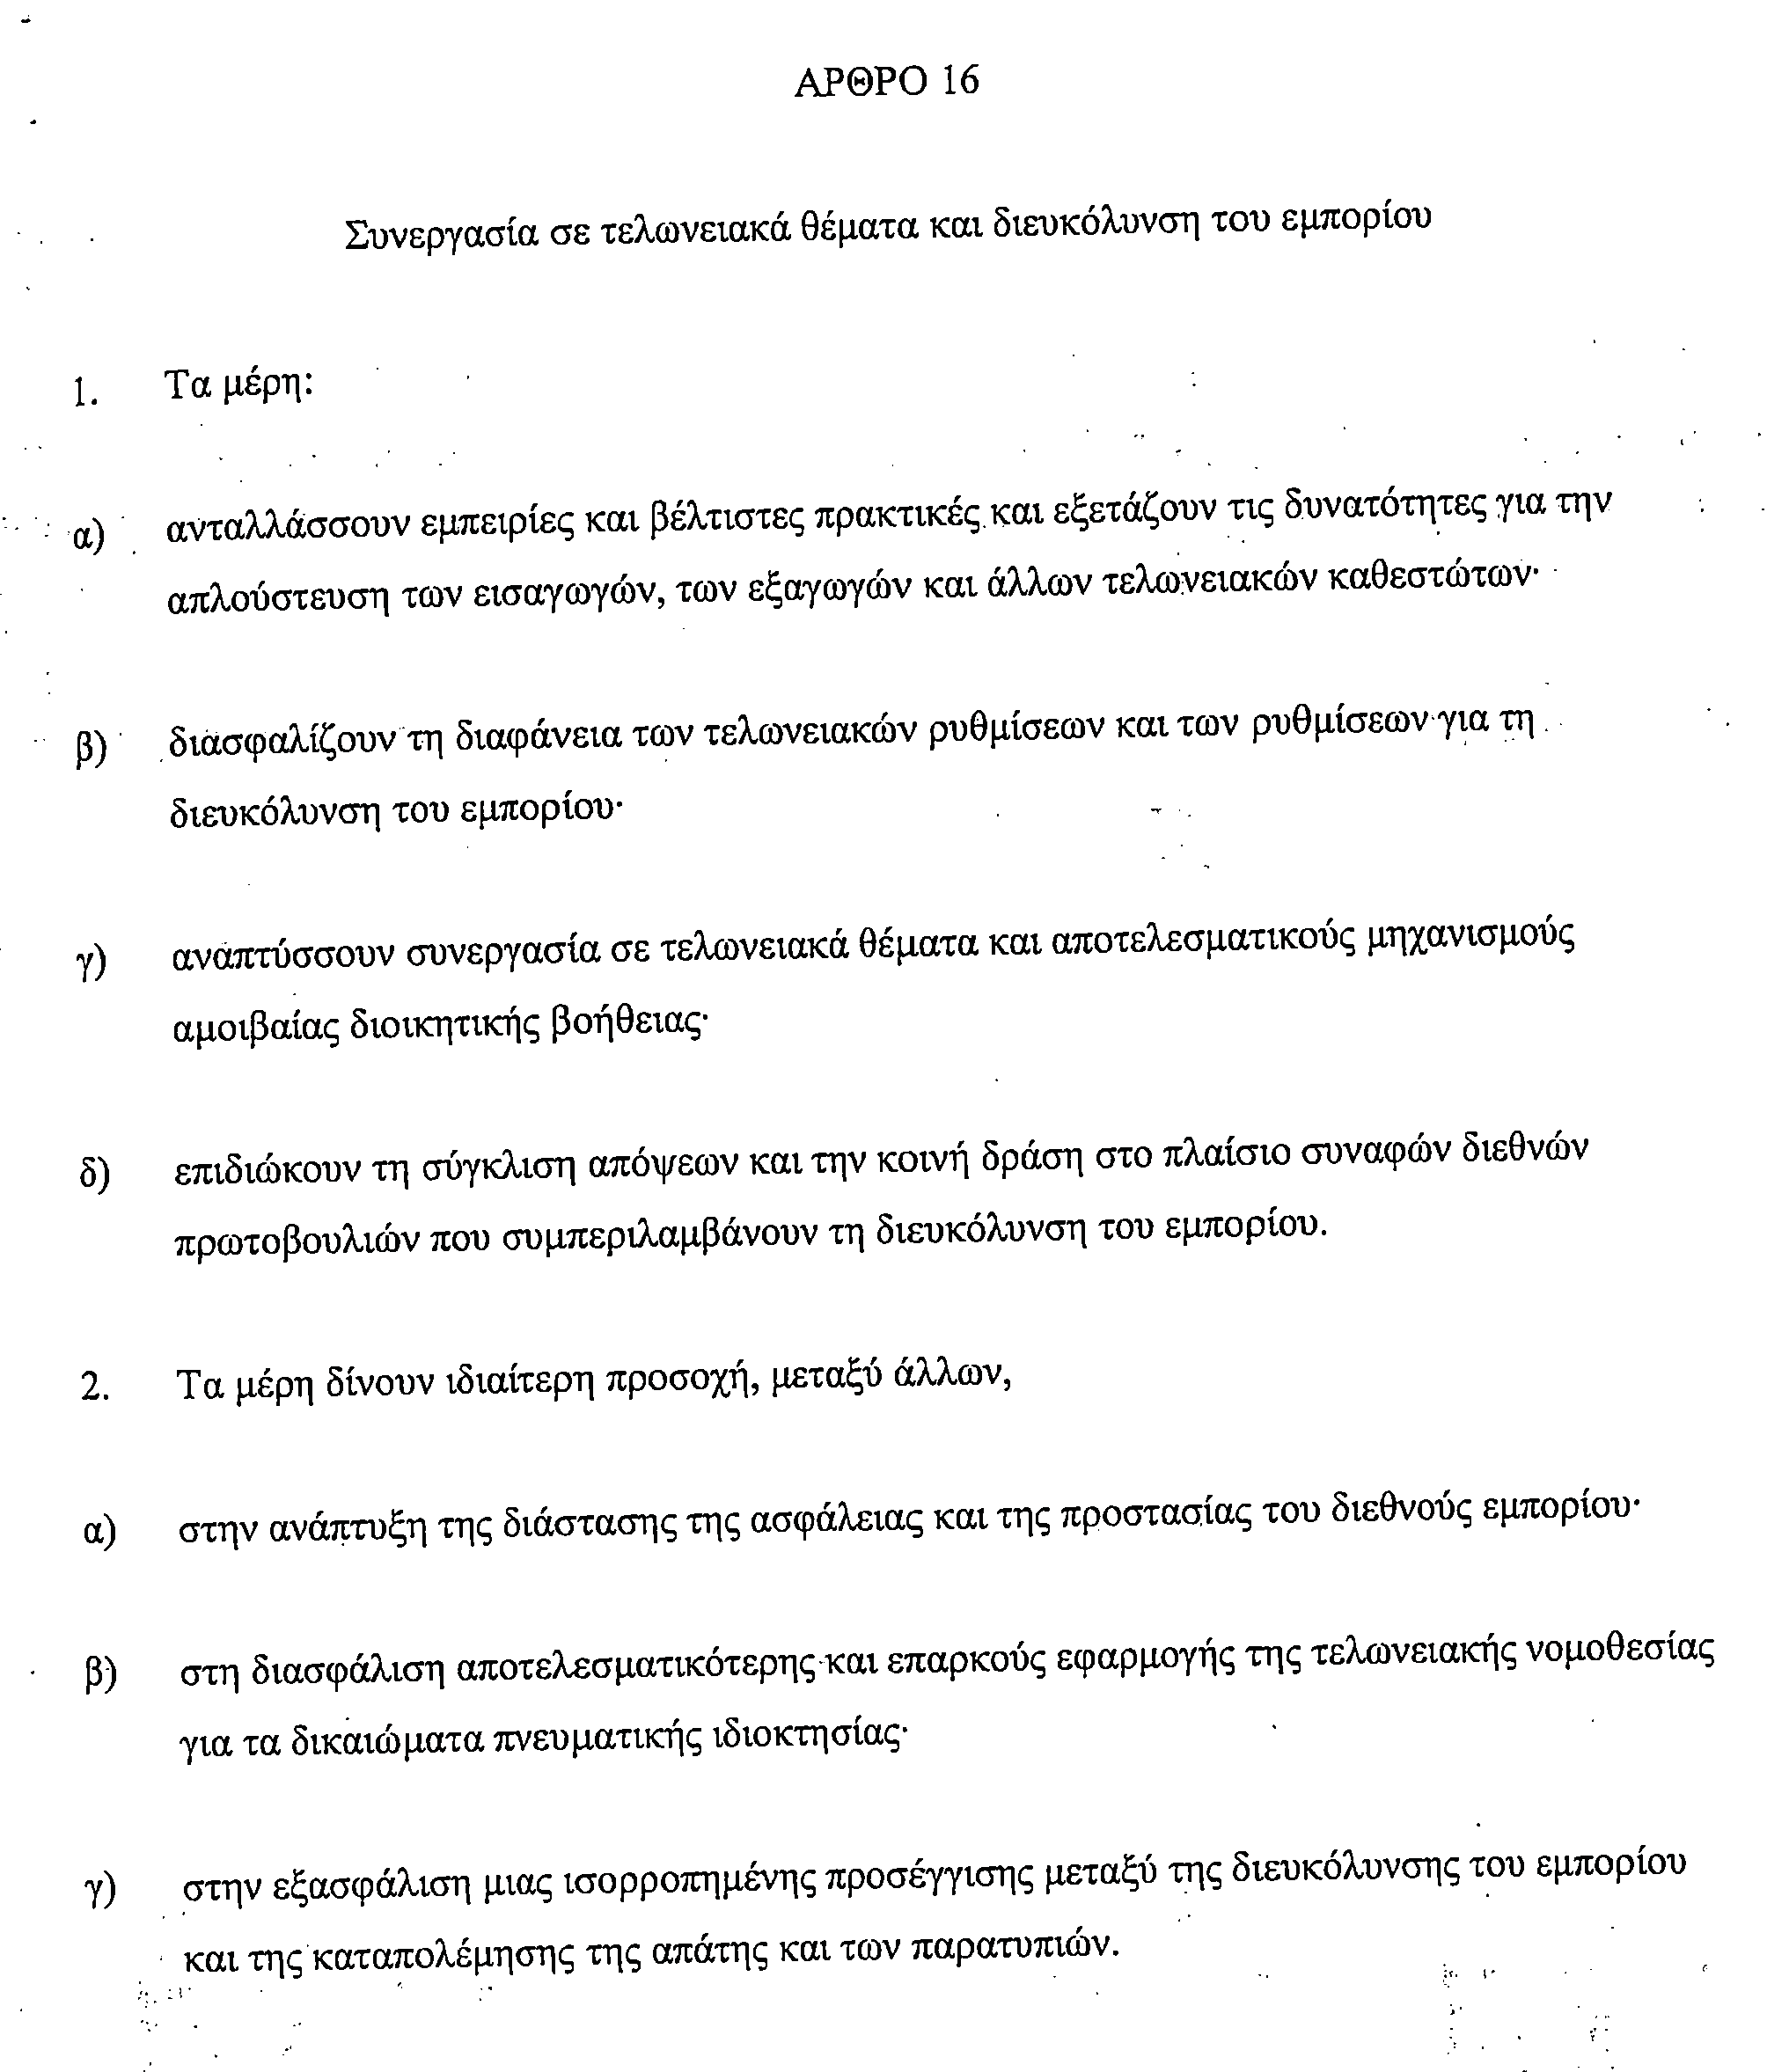 ΑΡΘΡΟ 16
Συνεργασία σε τελωνειακά θέματα και διευκόλυνση του εμπορίου
1. Τα μέρη:
α) ανταλλάσσουν εμπειρίες και βέλτιστες πρακτικές και εξετάζουν τις δυνατότητες για την
απλούστευση των εισαγωγών, των εξαγωγών και άλλων τελωνειακών καθεστώτων·
β) διασφαλίζουν τη διαφάνεια των τελωνειακών ρυθμίσεων και των ρυθμίσεων για τη
διευκόλυνση του εμπορίου·
γ) αναπτύσσουν συνεργασία σε τελωνειακά θέματα και αποτελεσματικούς μηχανισμούς
αμοιβαίας διοικητικής βοήθειας·
δ) επιδιώκουν τη σύγκλιση απόψεων και την κοινή δράση στο πλαίσιο συναφών διεθνών
πρωτοβουλιών που συμπεριλαμβάνουν τη διευκόλυνση του εμπορίου.
2. Τα μέρη δίνουν ιδιαίτερη προσοχή, μεταξύ άλλων,
α) στην ανάπτυξη της διάστασης της ασφάλειας και της προστασίας του διεθνούς εμπορίου·
β) στη διασφάλιση αποτελεσματικότερης και επαρκούς εφαρμογής της τελωνειακής νομοθεσίας
για τα δικαιώματα πνευματικής ιδιοκτησίας·
γ) στην εξασφάλιση μιας ισορροπημένης προσέγγισης μεταξύ της διευκόλυνσης του εμπορίου
και της καταπολέμησης της απάτης και των παρατυπιών.